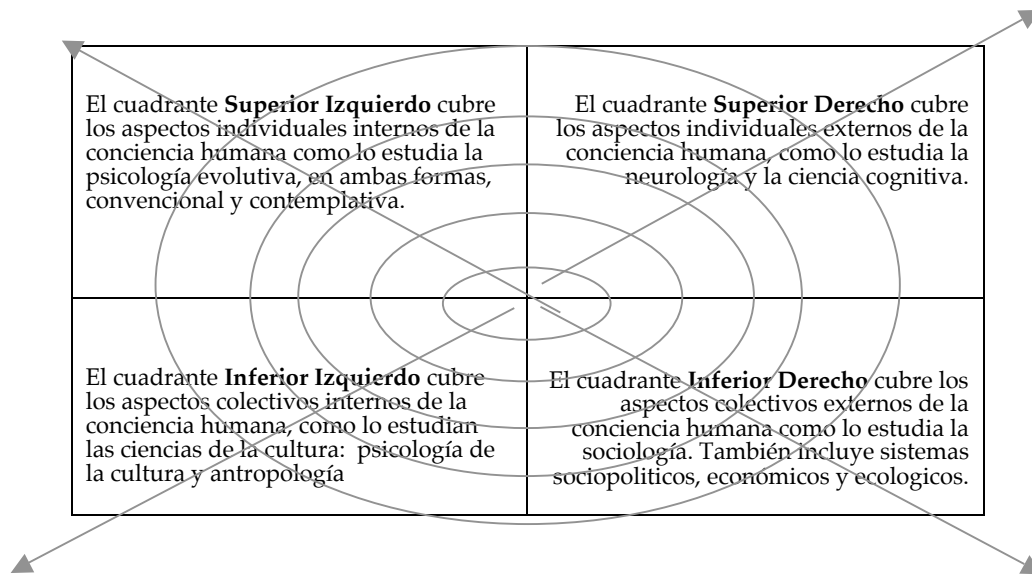 El cuadrante Superior Izquierdo cubre
los aspectos individuales internos de la
conciencia humana como lo estudia la
psicología evolutiva, en ambas formas,
convencional y contemplativa.
El cuadrante Superior Derecho cubre
los aspectos individuales externos de la
conciencia humana, como lo estudia la
neurología y la ciencia cognitiva.
El cuadrante Inferior Izquierdo cubre
los aspectos colectivos internos de la
conciencia humana, como lo estudian
las ciencias de la cultura:  psicología de
la cultura y antropología
El cuadrante Inferior Derecho cubre los
aspectos colectivos externos de la
conciencia humana como lo estudia la
sociología. También incluye sistemas
sociopoliticos, económicos y ecologicos.